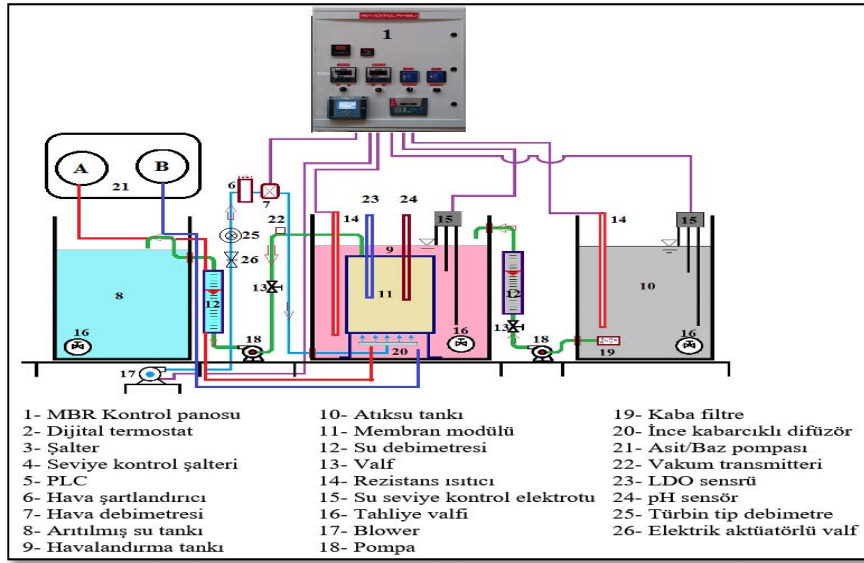 1
A
B
21
6
7
23
24
22
14
15
14
15
25
26
9
13
11
12
12
13
8
10
16
18
20
16
18
19
16
17
1- MBR Kontrol panosu
2- Dijital termostat
3- Şalter
4- Seviye kontrol şalteri
5- PLC
6- Hava şartlandırıcı
7- Hava debimetresi
8- Arıtılmış su tankı
9- Havalandırma tankı
10- Atıksu tankı
11- Membran modülü
12- Su debimetresi
13- Valf
14- Rezistans ısıtıcı
15- Su seviye kontrol elektrotu
16- Tahliye valfi
17- Blower
18- Pompa
19- Kaba filtre
20- İnce kabarcıklı difüzör
21- Asit/Baz pompası
22- Vakum transmitteri
23- LDO sensrü
24- pH sensör
25- Türbin tip debimetre
26- Elektrik aktüatörlü valf